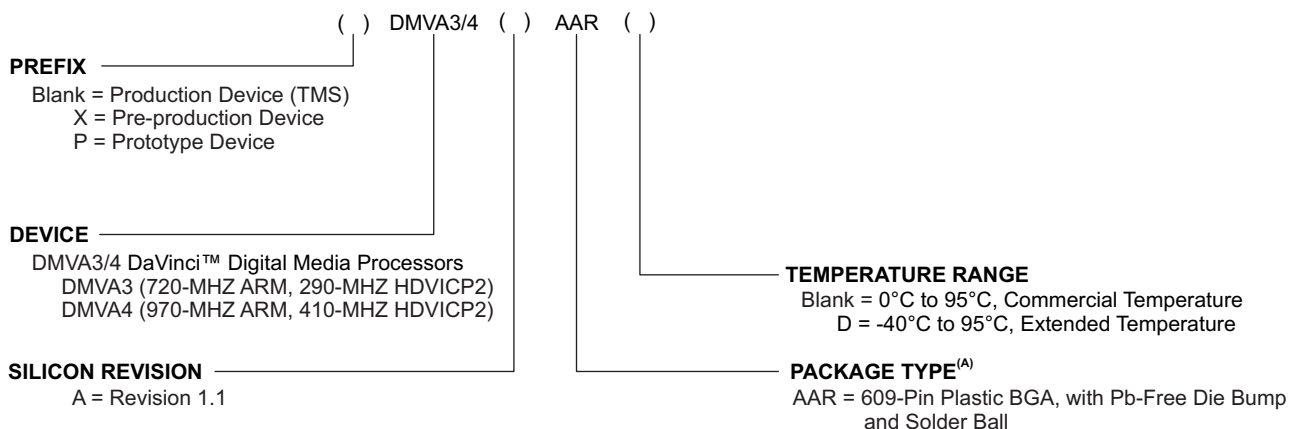 ( ) DMVA3/4 ( ) AAR ( )
PREFIX
Blank = Production Device (TMS)
X = Pre-production Device
P = Prototype Device
DEVICE
DMVA3/4 DaVinci™ Digital Media Processors
DMVA3 (720-MHZ ARM, 290-MHZ HDVICP2)
DMVA4 (970-MHZ ARM, 410-MHZ HDVICP2)
SILICON REVISION
A = Revision 1.1
TEMPERATURE RANGE
Blank = 0°C to 95°C, Commercial Temperature
D = -40°C to 95°C, Extended Temperature
PACKAGE TYPE(A)
AAR = 609-Pin Plastic BGA, with Pb-Free Die Bump
and Solder Ball